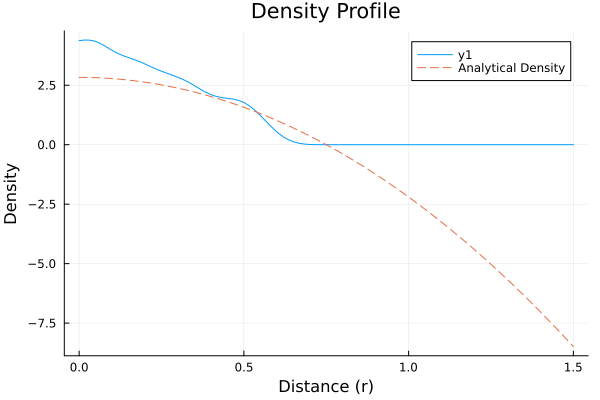 Density Profile
y1
Analytical Density
2.5
0.0
−2.5
−5.0
−7.5
Density
0.0
0.5
1.0
1.5
Distance (r)